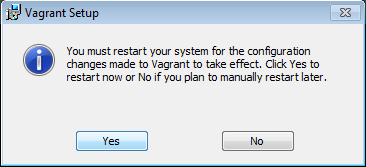 Vagrant Setup
You must restart your system for the configuration
changes made to Vagrant to take effect. Click Yes to
restart now or No if you plan to manually restart later.
Yes
No